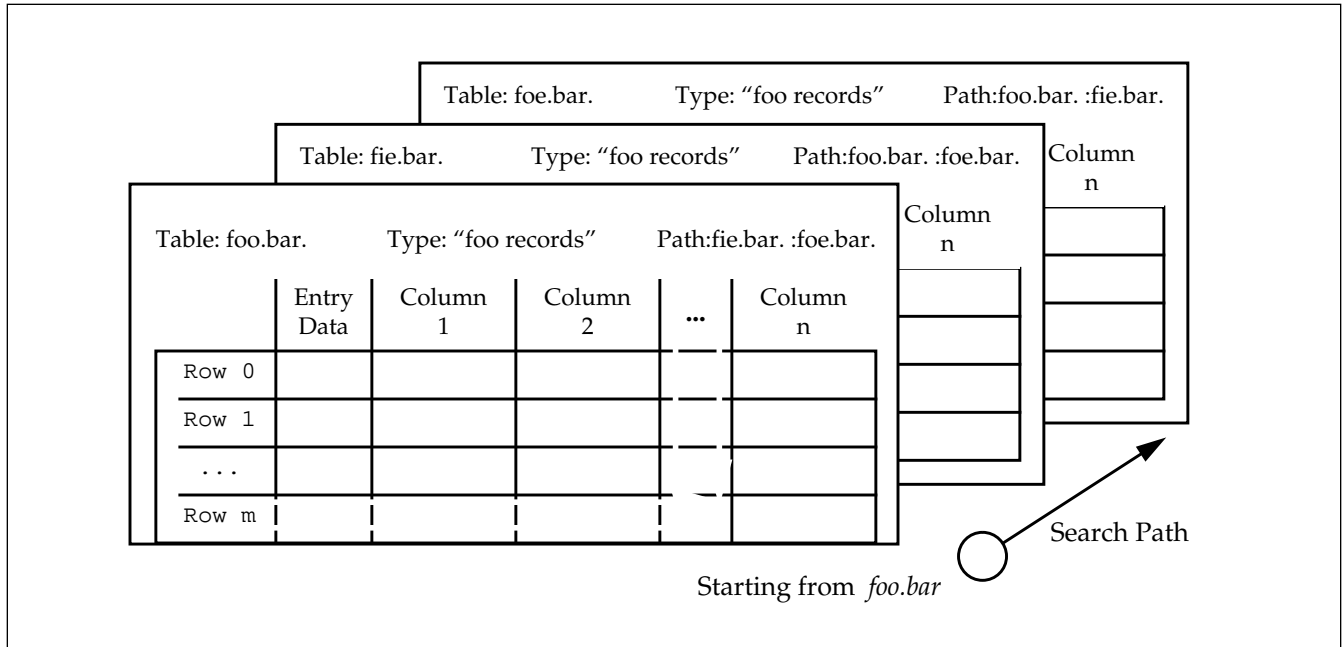 Table: foe.bar. Type: “foo records” Path:foo.bar. :fie.bar.
Column
n
Table: fie.bar. Type: “foo records” Path:foo.bar. :foe.bar.
Column
n
Table: foo.bar. Type: “foo records” Path:fie.bar. :foe.bar.
Entry Column Column ... Column
Data 1 2 n
Row 0
Row 1
...
Row m
Search Path
Starting from foo.bar